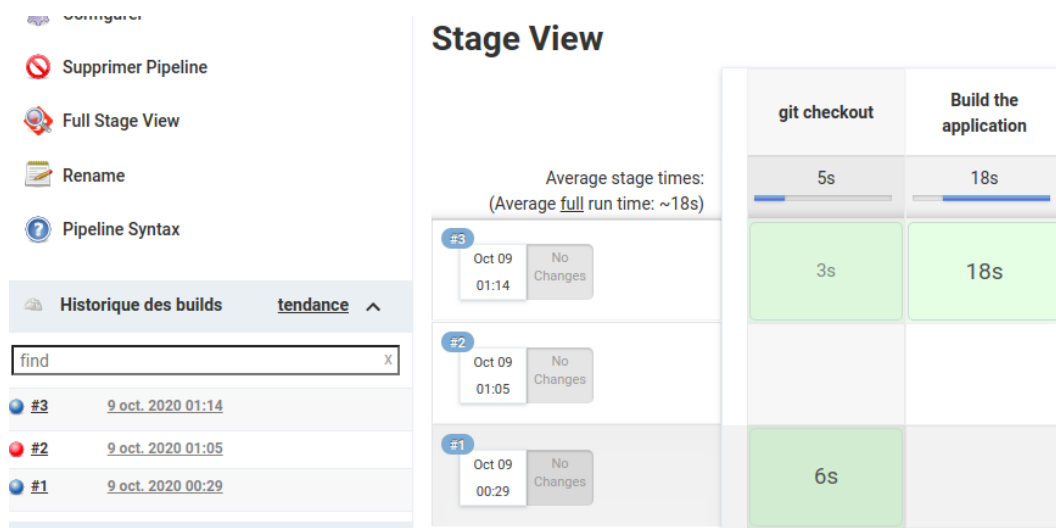 Configurer
Supprimer Pipeline
Full Stage View
Rename
Pipeline Syntax
Historique des builds tendance
find x
#3 9 oct. 2020 01:14
#2 9 oct. 2020 01:05
#1 9 oct. 2020 00:29
Stage View
git checkout
Build the
application
Average stage times:
(Average full run time: ~18s)
5s
18s
#3
Oct 09
01:14
No
Changes
3s
18s
#2
Oct 09
01:05
No
Changes
#1
Oct 09
00:29
No
Changes
6s